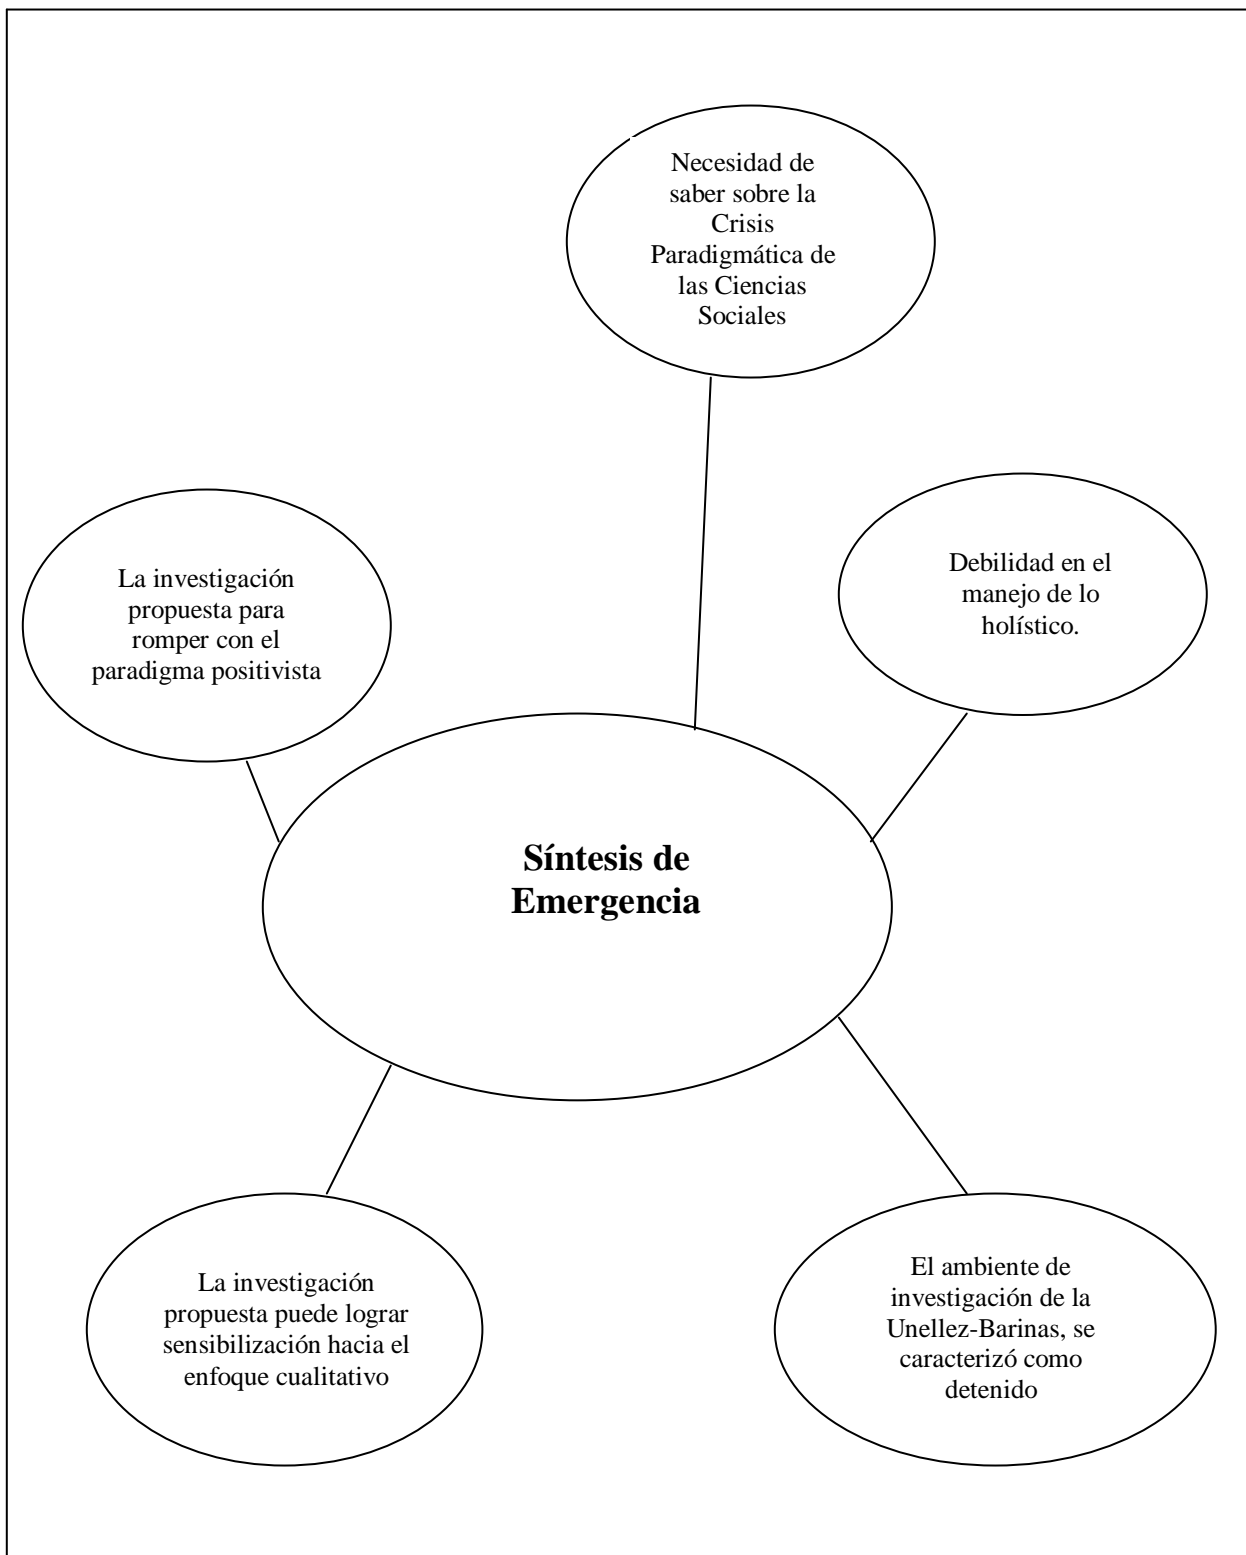 Necesidad de
saber sobre la
Crisis
Paradigmática de
las Ciencias
Sociales
Debilidad en el
manejo de lo
holístico.
La investigación
propuesta para
romper con el
paradigma positivista
Síntesis de
Emergencia
La investigación
propuesta puede lograr
sensibilización hacia el
enfoque cualitativo
El ambiente de
investigación de la
Unellez-Barinas, se
caracterizó como
detenido